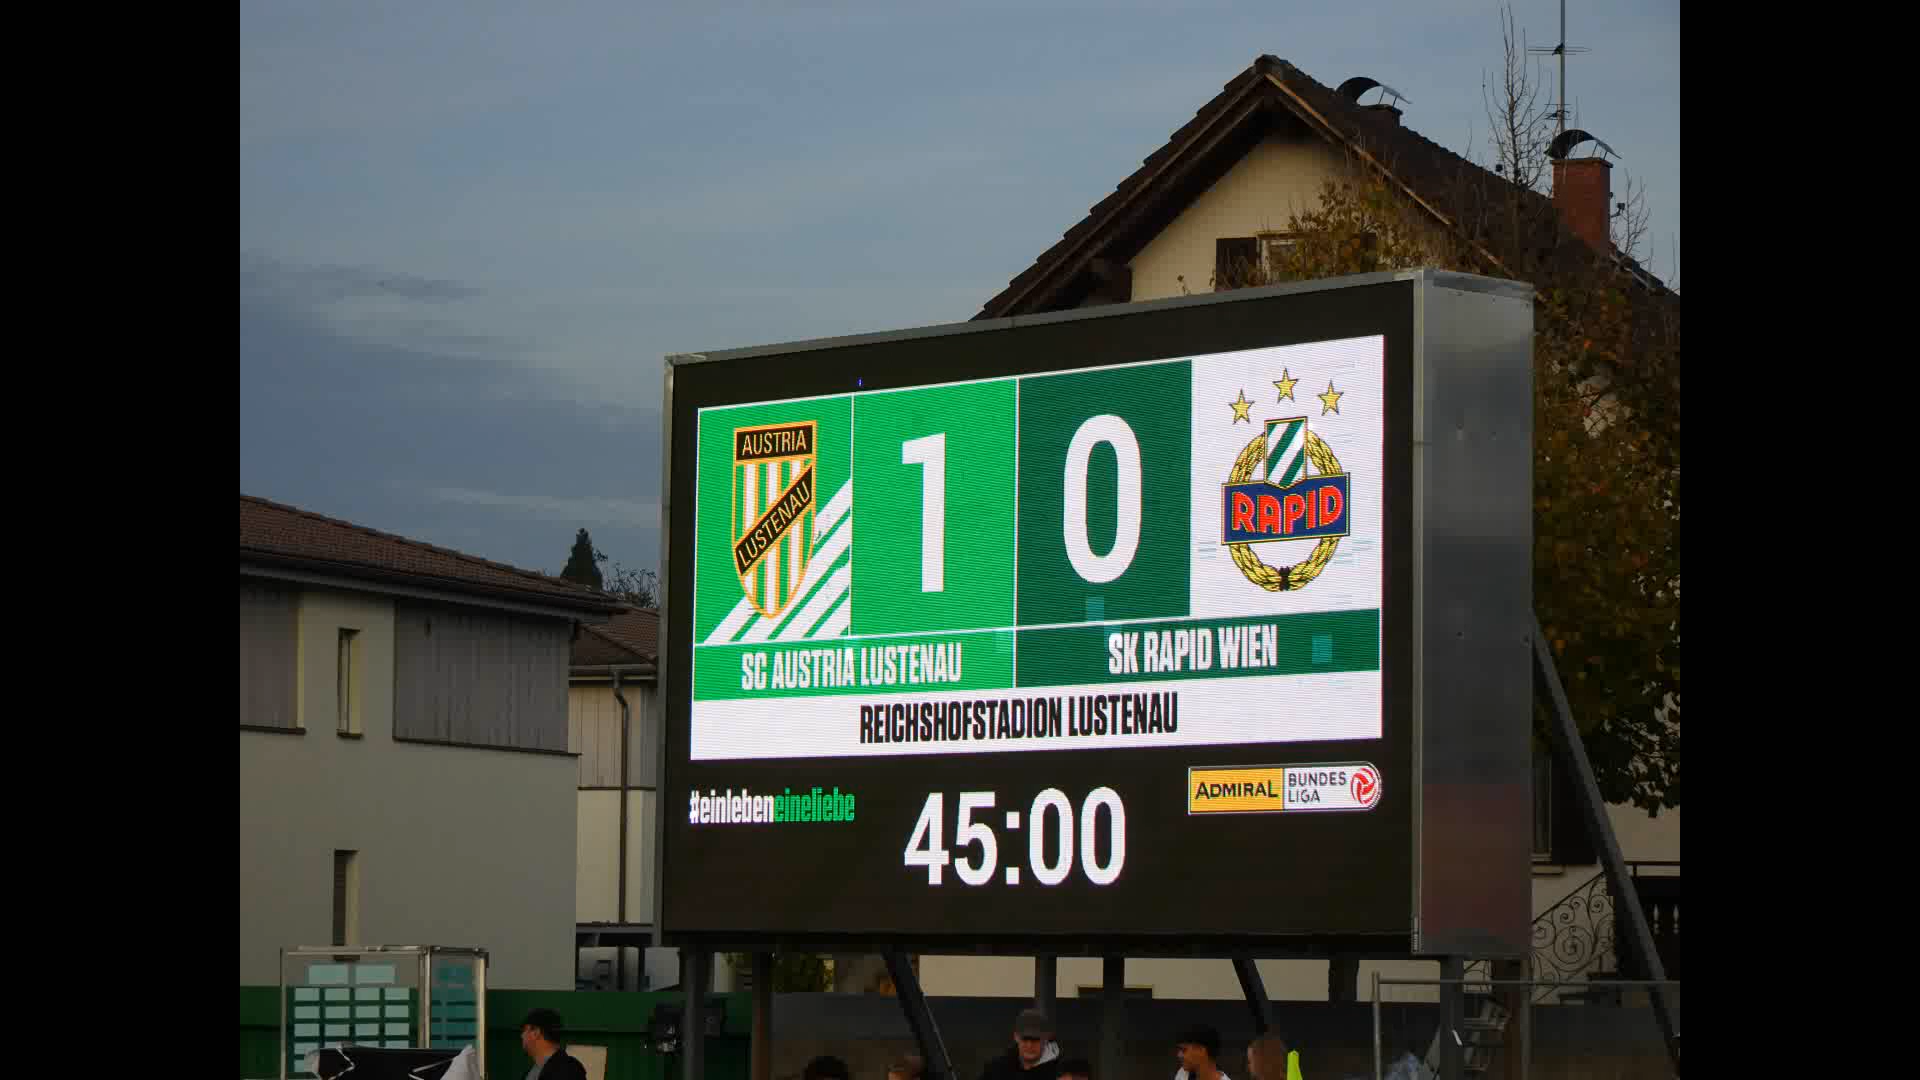 AUSTRIA
LUSTENAU
1 0
RAPID
SC AUSTRIA LUSTENAU
SK RAPID WIEN
REICHSHOFSTADION LUSTENAU
#einlebeneineliebe
ADMIRAL BUNDES
LIGA
45:00